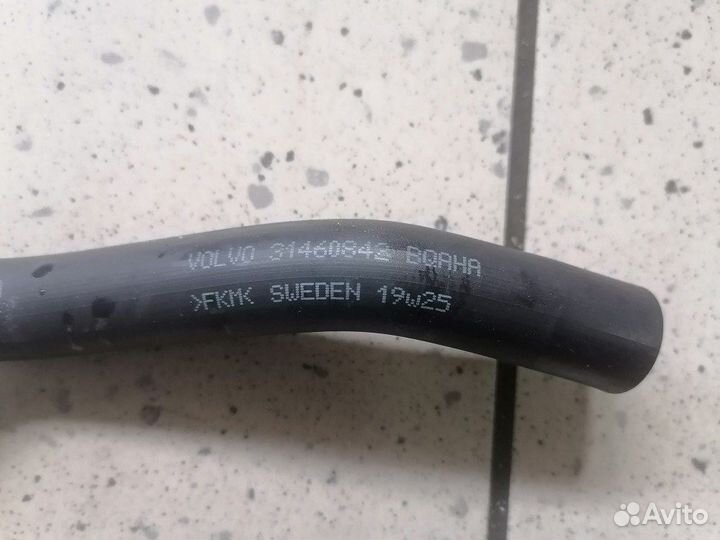 VOLVO 31460842 BQAHA
>FKM< SWEDEN 19w25
Avito